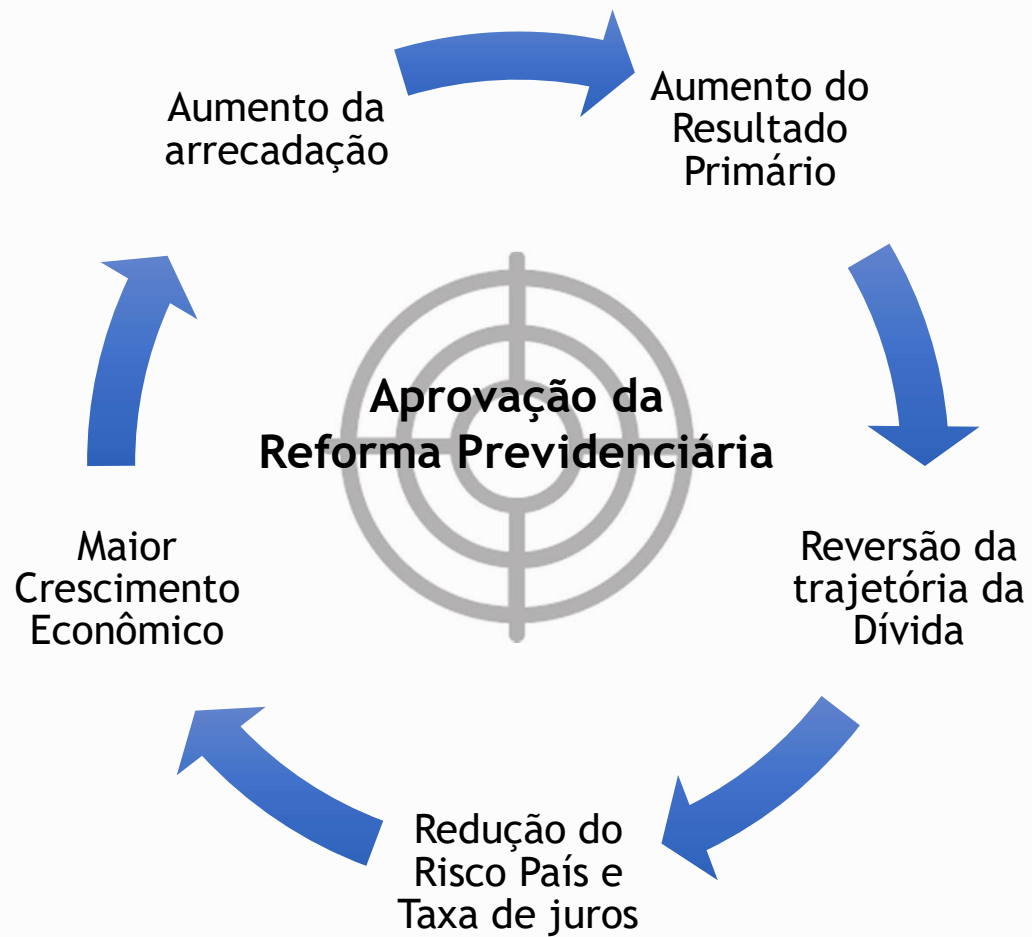 Aumento da
arrecadação
Aumento do
Resultado
Primário
Aprovação da
Reforma Previdenciária
Maior
Crescimento
Econômico
Reversão da
trajetória da
Dívida
Redução do
Risco País e
Taxa de juros